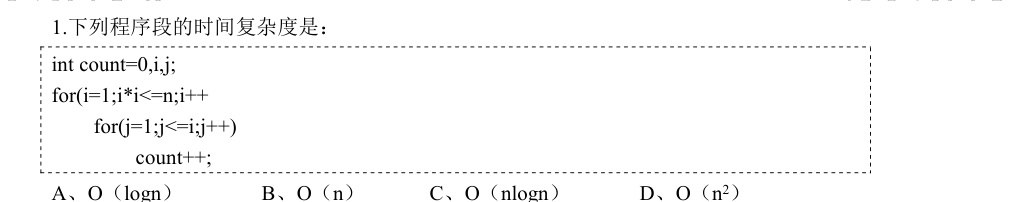 1.下列程序段的时间复杂度是：
int count=0,i,j;
for(i=1;i*i<=n;i++
for(j=1;j<=i;j++)
count++;
A、O（logn） B、O（n） C、O（nlogn） D、O（n²）